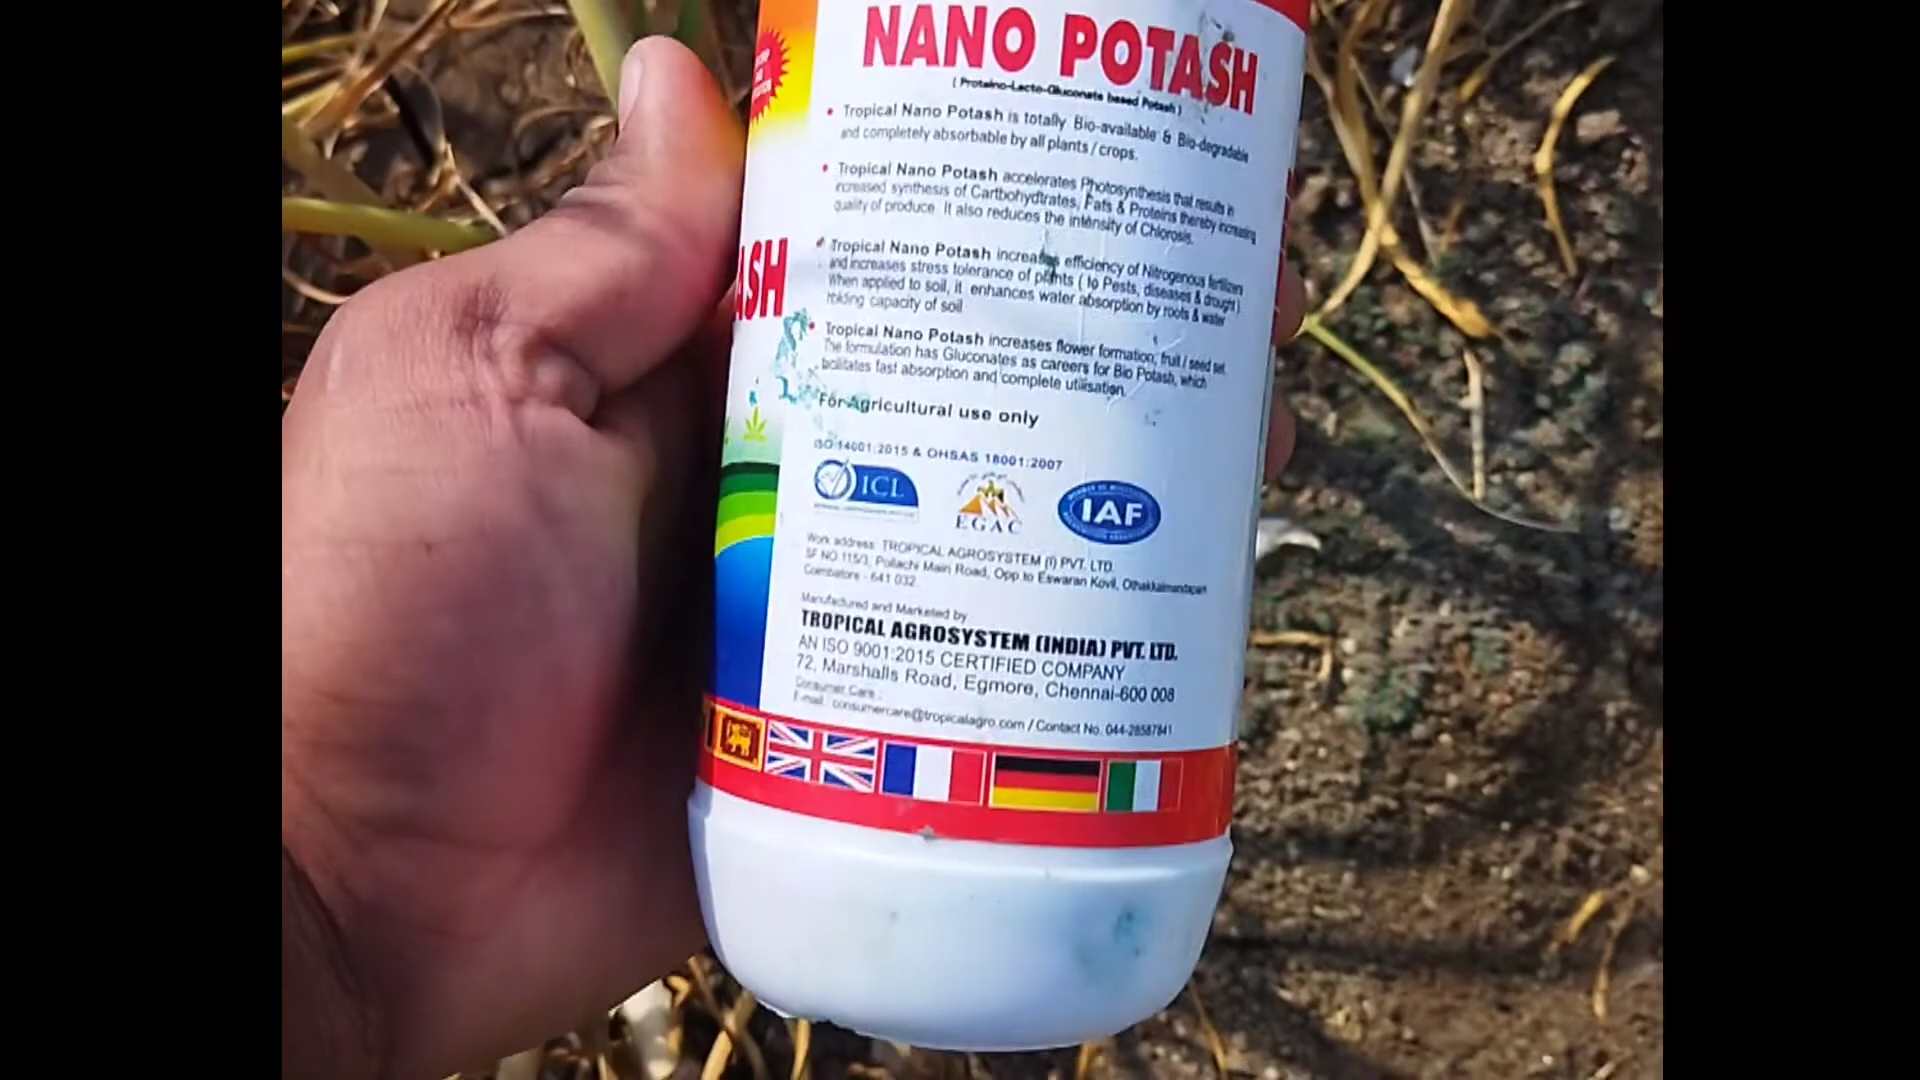 NANO POTASH
( Proteino-Lacto-Gluconate based Potash )
• Tropical Nano Potash is totally Bio-available & Bio-degradable
and completely absorbable by all plants / crops.
• Tropical Nano Potash accelerates Photosynthesis that results in
increased synthesis of Cartbohydtrates, Fats & Proteins thereby increasing
quality of produce. It also reduces the intensity of Chlorosis.
Tropical Nano Potash increases efficiency of Nitrogenous fertilizers
and increases stress tolerance of plants ( to Pests, diseases & drought )
When applied to soil, it enhances water absorption by roots & water
holding capacity of soil
• Tropical Nano Potash increases flower formation, fruit / seed set.
The formulation has Gluconates as careers for Bio Potash, which
facilitates fast absorption and complete utilisation.
For Agricultural use only
ISO 14001:2015 & OHSAS 18001:2007
ICL
EGAC
IAF
Work address: TROPICAL AGROSYSTEM (I) PVT. LTD.
SF NO 115/3, Pollachi Main Road, Opp to Eswaran Kovil, Othakkalmandapam
Coimbatore - 641 032.
Manufactured and Marketed by
TROPICAL AGROSYSTEM (INDIA) PVT. LTD.
AN ISO 9001:2015 CERTIFIED COMPANY
72, Marshalls Road, Egmore, Chennai-600 008
Consumer Care :
E-mail : consumercare@tropicalagro.com / Contact No. 044-28587841
ASH